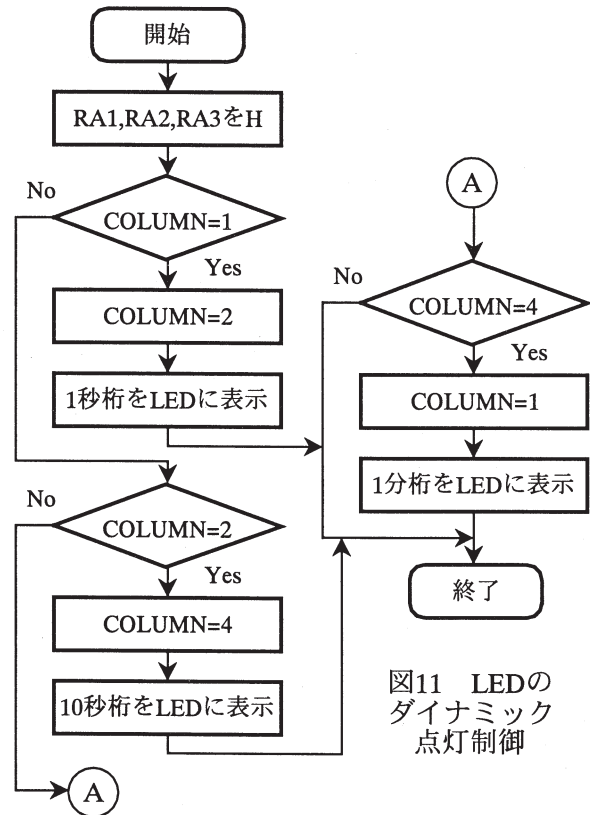 開始
RA1,RA2,RA3をH
No
COLUMN=1
Yes
COLUMN=2
1秒桁をLEDに表示
No
COLUMN=2
Yes
COLUMN=4
10秒桁をLEDに表示
A
A
No
COLUMN=4
Yes
COLUMN=1
1分桁をLEDに表示
終了
図11 LEDの
ダイナミック
点灯制御